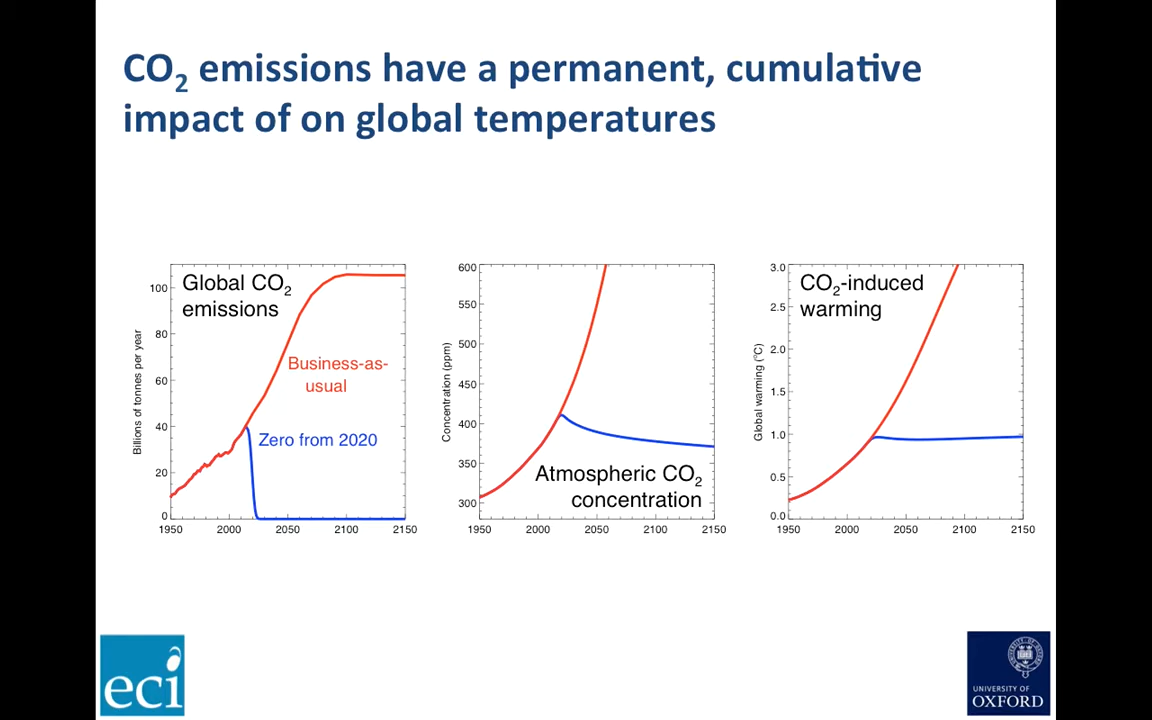 CO2 emissions have a permanent, cumulative
impact of on global temperatures
Global CO2
emissions
Business-as-
usual
Zero from 2020
Billions of tonnes per year
100
80
60
40
20
0
1950 2000 2050 2100 2150
Atmospheric CO2
concentration
Concentration (ppm)
600
550
500
450
400
350
300
1950 2000 2050 2100 2150
CO2-induced
warming
Global warming (°C)
3.0
2.5
2.0
1.5
1.0
0.5
0.0
1950 2000 2050 2100 2150
eci
UNIVERSITY OF
OXFORD